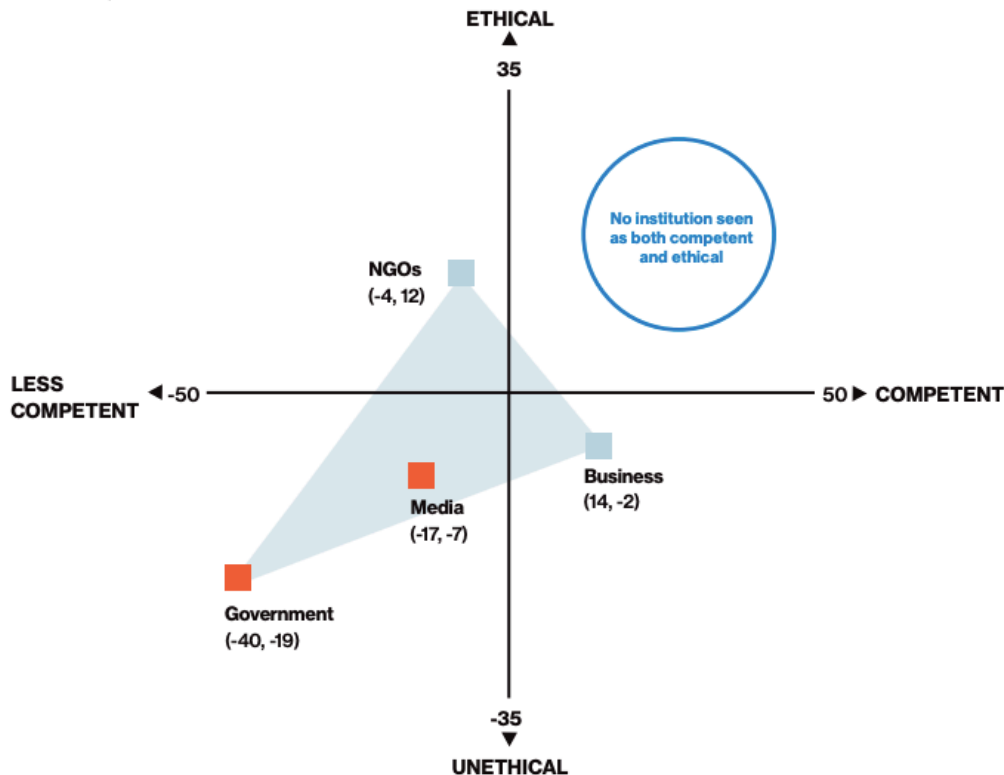 ETHICAL
35
No institution seen
as both competent
and ethical
NGOs
(-4, 12)
LESS
COMPETENT
-50
50
COMPETENT
Business
(14, -2)
Media
(-17, -7)
Government
(-40, -19)
-35
UNETHICAL